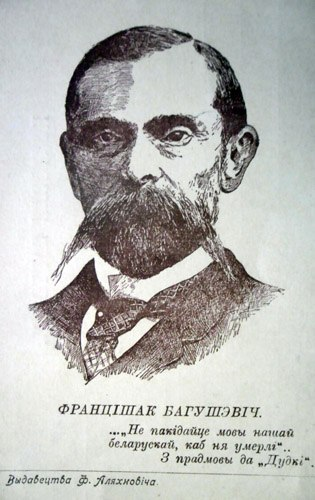 ФРАНЦІШАК БАГУШЭВІЧ.
...„Не пакідайце мовы нашай
беларускай, каб ня умерлі“..
З прадмовы да „Дудкі“
Выдавецтва Ф. Аляхновіча.